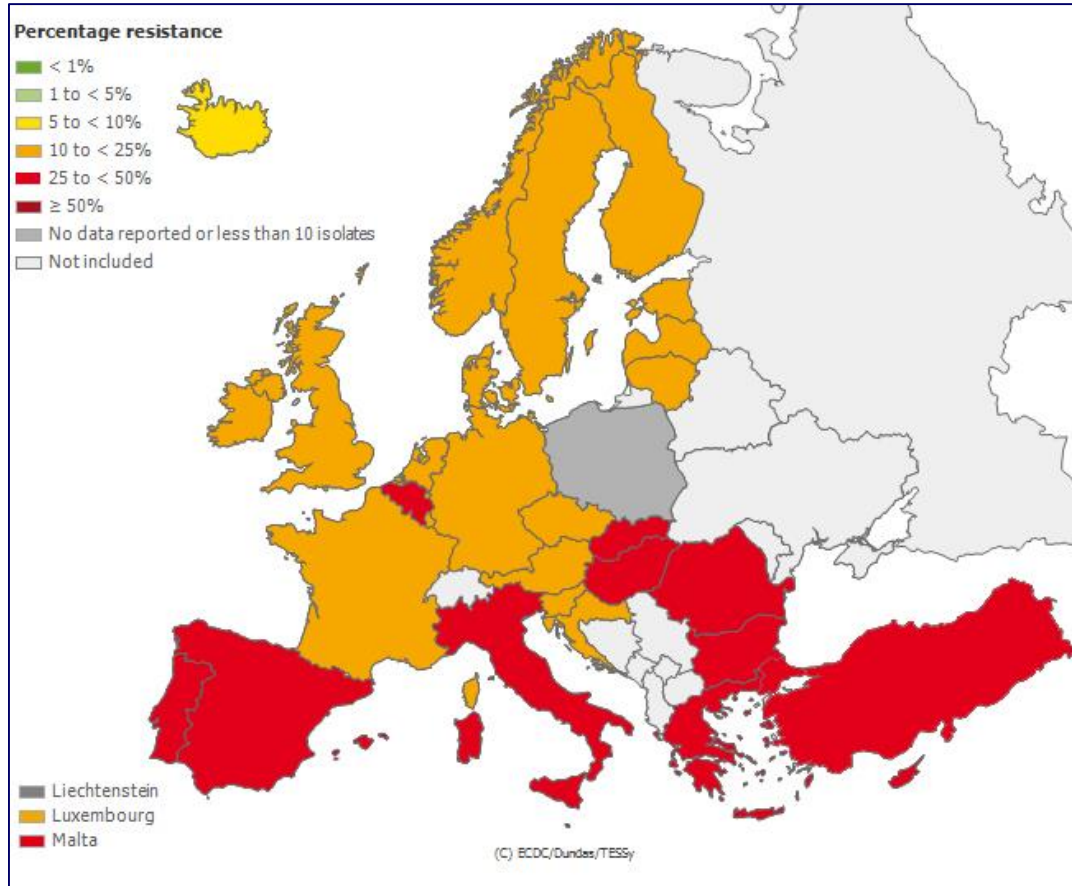 Percentage resistance
< 1%
1 to < 5%
5 to < 10%
10 to < 25%
25 to < 50%
≥ 50%
No data reported or less than 10 isolates
Not included
Liechtenstein
Luxembourg
Malta
(C) ECDC/Dundas/TESSy